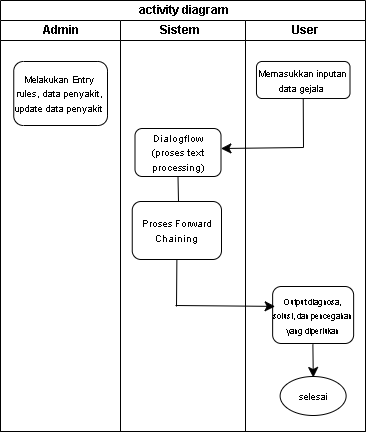 activity diagram
Admin
Sistem
User
Melakukan Entry
rules, data penyakit,
update data penyakit
Memasukkan inputan
data gejala
Dialogflow
(proses text
processing)
Proses Forward
Chaining
Output diagnosa,
solusi, dan pencegahan
yang diperlukan
selesai